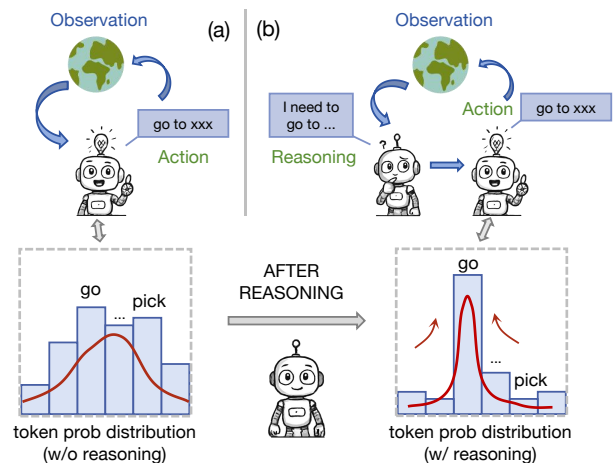 Observation
(a)
go to xxx
Action
(b)
Observation
I need to
go to ...
Reasoning
?
Action
go to xxx
go
...
pick
token prob distribution
(w/o reasoning)
AFTER
REASONING
go
...
pick
token prob distribution
(w/ reasoning)